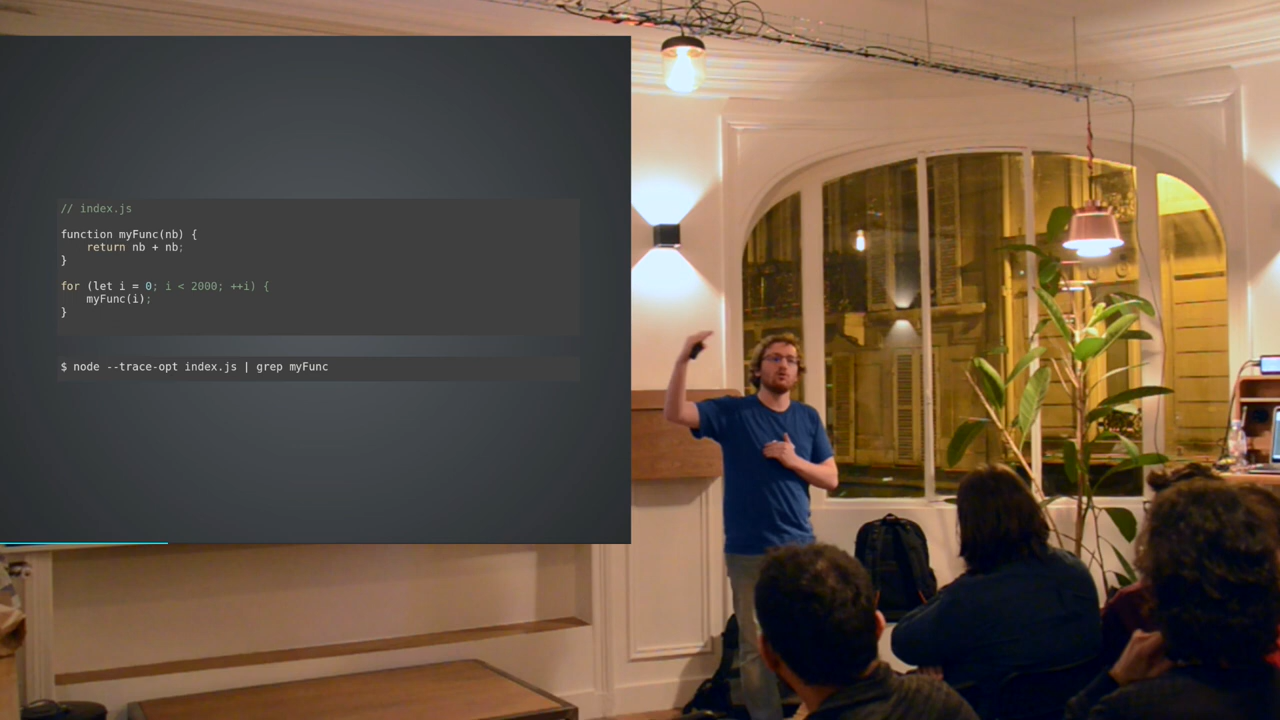 // index.js
function myFunc(nb) {
return nb + nb;
}
for (let i = 0; i < 2000; ++i) {
myFunc(i);
}
$ node --trace-opt index.js | grep myFunc